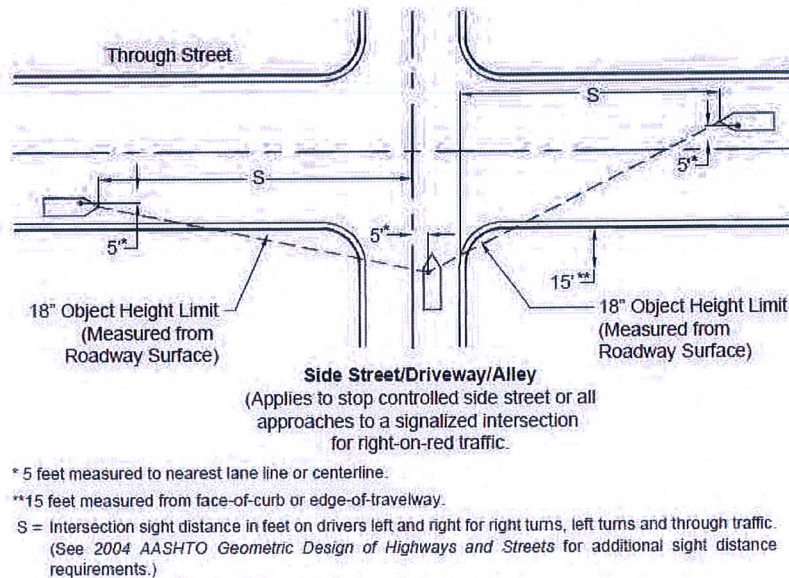 Through Street
S
S
5'*
5'*
5'*
15'**
18" Object Height Limit
(Measured from
Roadway Surface)
18" Object Height Limit
(Measured from
Roadway Surface)
Side Street/Driveway/Alley
(Applies to stop controlled side street or all
approaches to a signalized intersection
for right-on-red traffic.
* 5 feet measured to nearest lane line or centerline.
**15 feet measured from face-of-curb or edge-of-travelway.
S = Intersection sight distance in feet on drivers left and right for right turns, left turns and through traffic.
(See 2004 AASHTO Geometric Design of Highways and Streets for additional sight distance
requirements.)